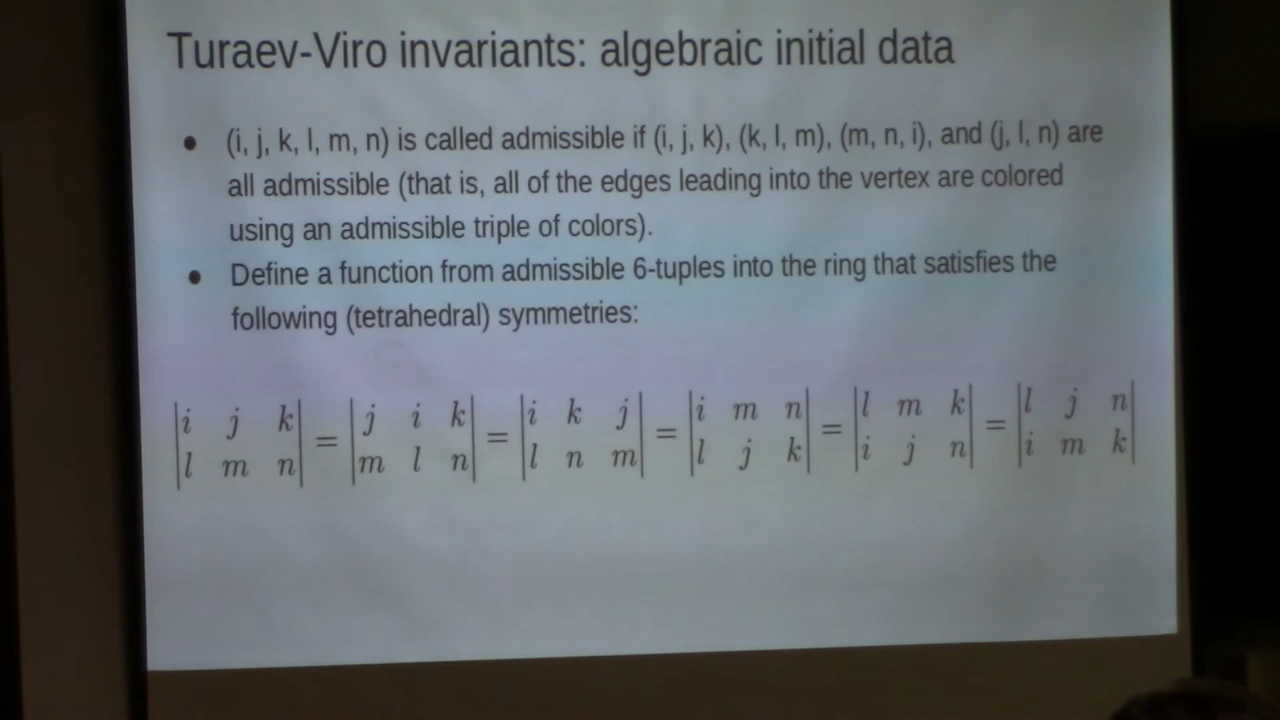 Turaev-Viro invariants: algebraic initial data
• (i, j, k, l, m, n) is called admissible if (i, j, k), (k, l, m), (m, n, i), and (j, l, n) are
all admissible (that is, all of the edges leading into the vertex are colored
using an admissible triple of colors).
• Define a function from admissible 6-tuples into the ring that satisfies the
following (tetrahedral) symmetries:
|i j k| = |j i k| = |i k j| = |i m n| = |l m k| = |l j n|
|l m n| |m l n| |l n m| |l j k| |i j n| |i m k|